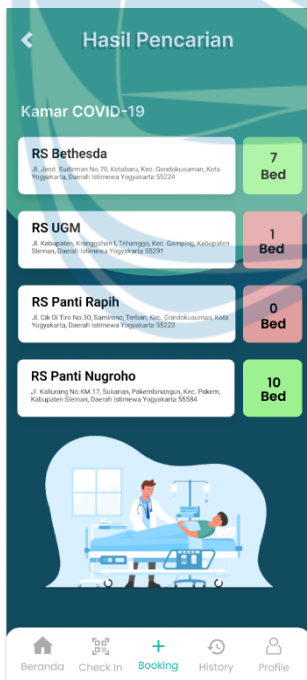 Hasil Pencarian
Kamar COVID-19
RS Bethesda
Jl. Jend. Sudirman No.70, Kotabaru, Kec. Gondokusuman, Kota
Yogyakarta, Daerah Istimewa Yogyakarta 55224
7
Bed
RS UGM
Jl. Kabupaten, Kranggahan I, Trihanggo, Kec. Gamping, Kabupaten
Sleman, Daerah Istimewa Yogyakarta 55291
1
Bed
RS Panti Rapih
Jl. Cik Di Tiro No.30, Samirono, Terban, Kec. Gondokusuman, Kota
Yogyakarta, Daerah Istimewa Yogyakarta 55223
0
Bed
RS Panti Nugroho
Jl. Kaliurang No.KM.17, Sukanan, Pakembinangun, Kec. Pakem,
Kabupaten Sleman, Daerah Istimewa Yogyakarta 55584
10
Bed
Beranda
Check In
Booking
History
Profile